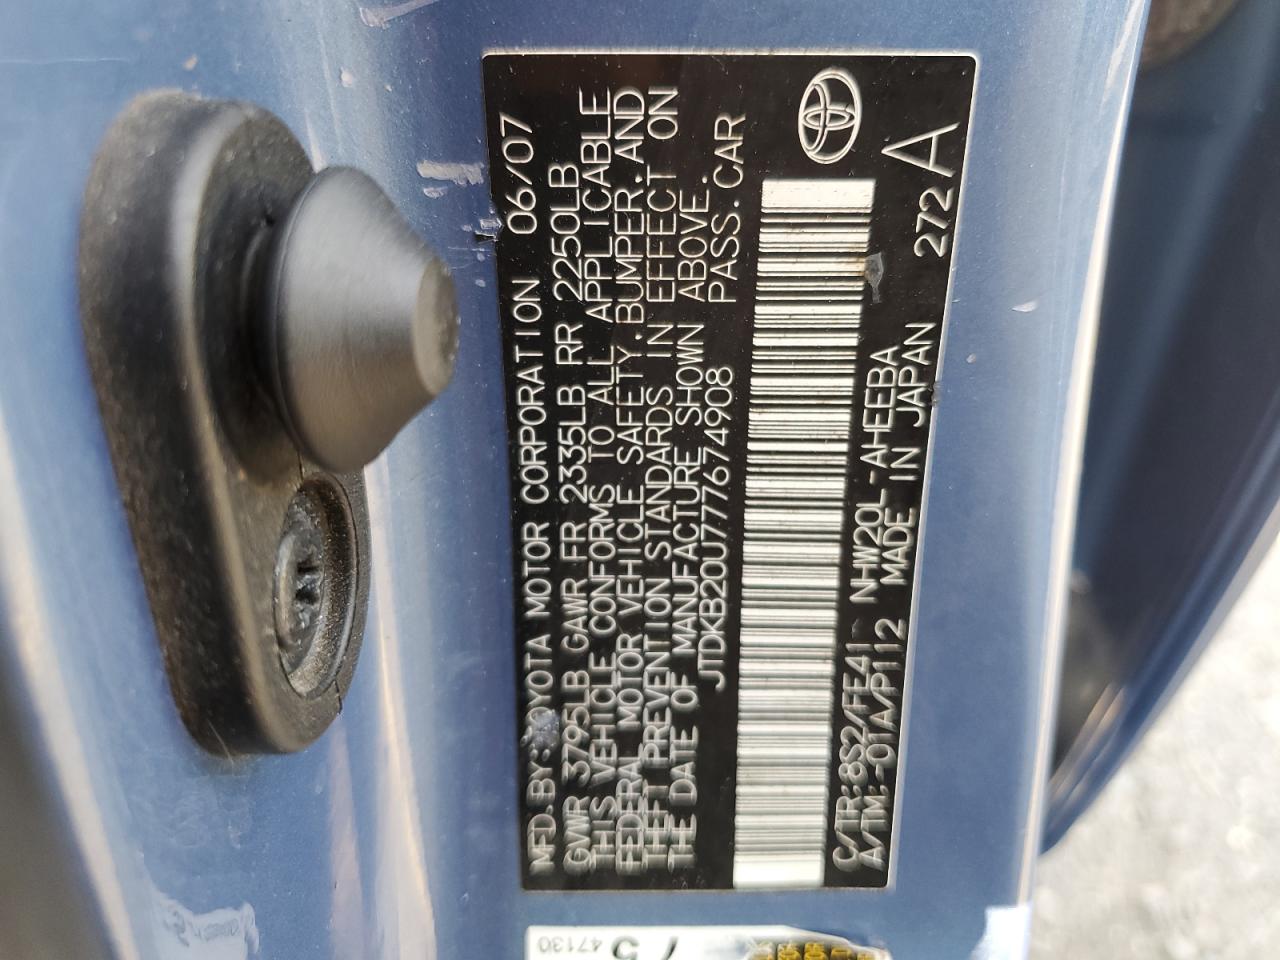 MFD. BY: TOYOTA MOTOR CORPORATION 06/07
GVWR 3795LB GAWR FR 2335LB RR 2250LB
THIS VEHICLE CONFORMS TO ALL APPLICABLE
FEDERAL MOTOR VEHICLE SAFETY, BUMPER, AND
THEFT PREVENTION STANDARDS IN EFFECT ON
THE DATE OF MANUFACTURE SHOWN ABOVE.
JTDKB20U777674908 PASS. CAR
C/TR: 8S2/FE41 NHW20L-AHEEBA
A/TM: -01A/P112 MADE IN JAPAN 272 A
75
47130